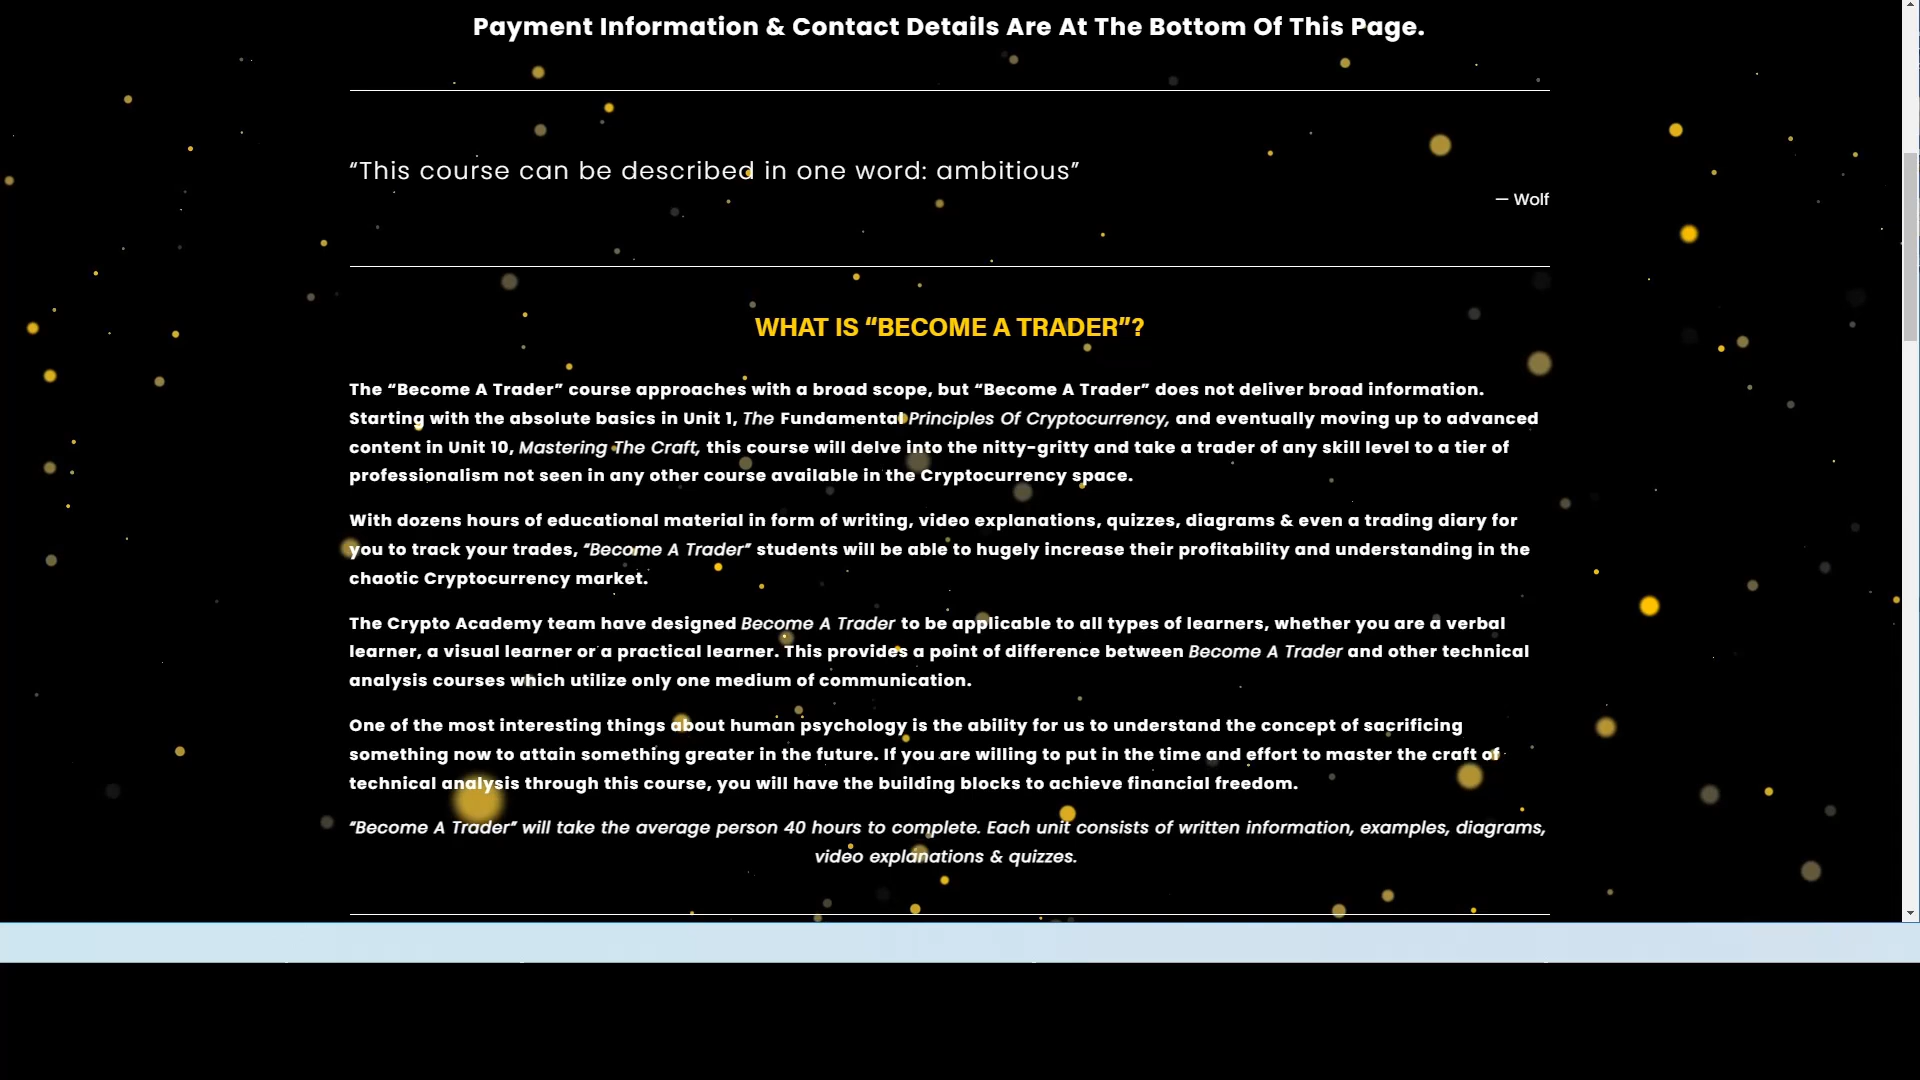 Payment Information & Contact Details Are At The Bottom Of This Page.
“This course can be described in one word: ambitious”
— Wolf
WHAT IS “BECOME A TRADER”?
The “Become A Trader” course approaches with a broad scope, but “Become A Trader” does not deliver broad information.
Starting with the absolute basics in Unit 1, The Fundamental Principles Of Cryptocurrency, and eventually moving up to advanced
content in Unit 10, Mastering The Craft, this course will delve into the nitty-gritty and take a trader of any skill level to a tier of
professionalism not seen in any other course available in the Cryptocurrency space.
With dozens hours of educational material in form of writing, video explanations, quizzes, diagrams & even a trading diary for
you to track your trades, “Become A Trader” students will be able to hugely increase their profitability and understanding in the
chaotic Cryptocurrency market.
The Crypto Academy team have designed Become A Trader to be applicable to all types of learners, whether you are a verbal
learner, a visual learner or a practical learner. This provides a point of difference between Become A Trader and other technical
analysis courses which utilize only one medium of communication.
One of the most interesting things about human psychology is the ability for us to understand the concept of sacrificing
something now to attain something greater in the future. If you are willing to put in the time and effort to master the craft of
technical analysis through this course, you will have the building blocks to achieve financial freedom.
“Become A Trader” will take the average person 40 hours to complete. Each unit consists of written information, examples, diagrams,
video explanations & quizzes.